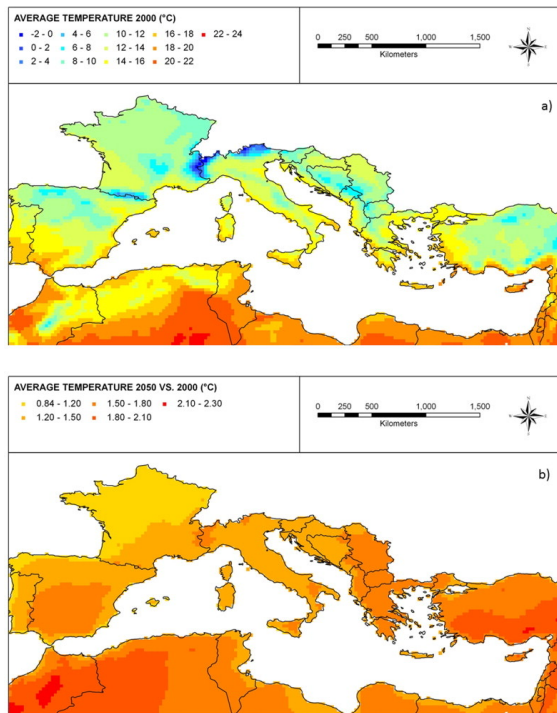 AVERAGE TEMPERATURE 2000 (°C)
-2 - 0 4 - 6 10 - 12 16 - 18 22 - 24
0 - 2 6 - 8 12 - 14 18 - 20
2 - 4 8 - 10 14 - 16 20 - 22
0 250 500 1,000 1,500
Kilometers
a)
AVERAGE TEMPERATURE 2050 VS. 2000 (°C)
0.84 - 1.20 1.50 - 1.80 2.10 - 2.30
1.20 - 1.50 1.80 - 2.10
0 250 500 1,000 1,500
Kilometers
b)